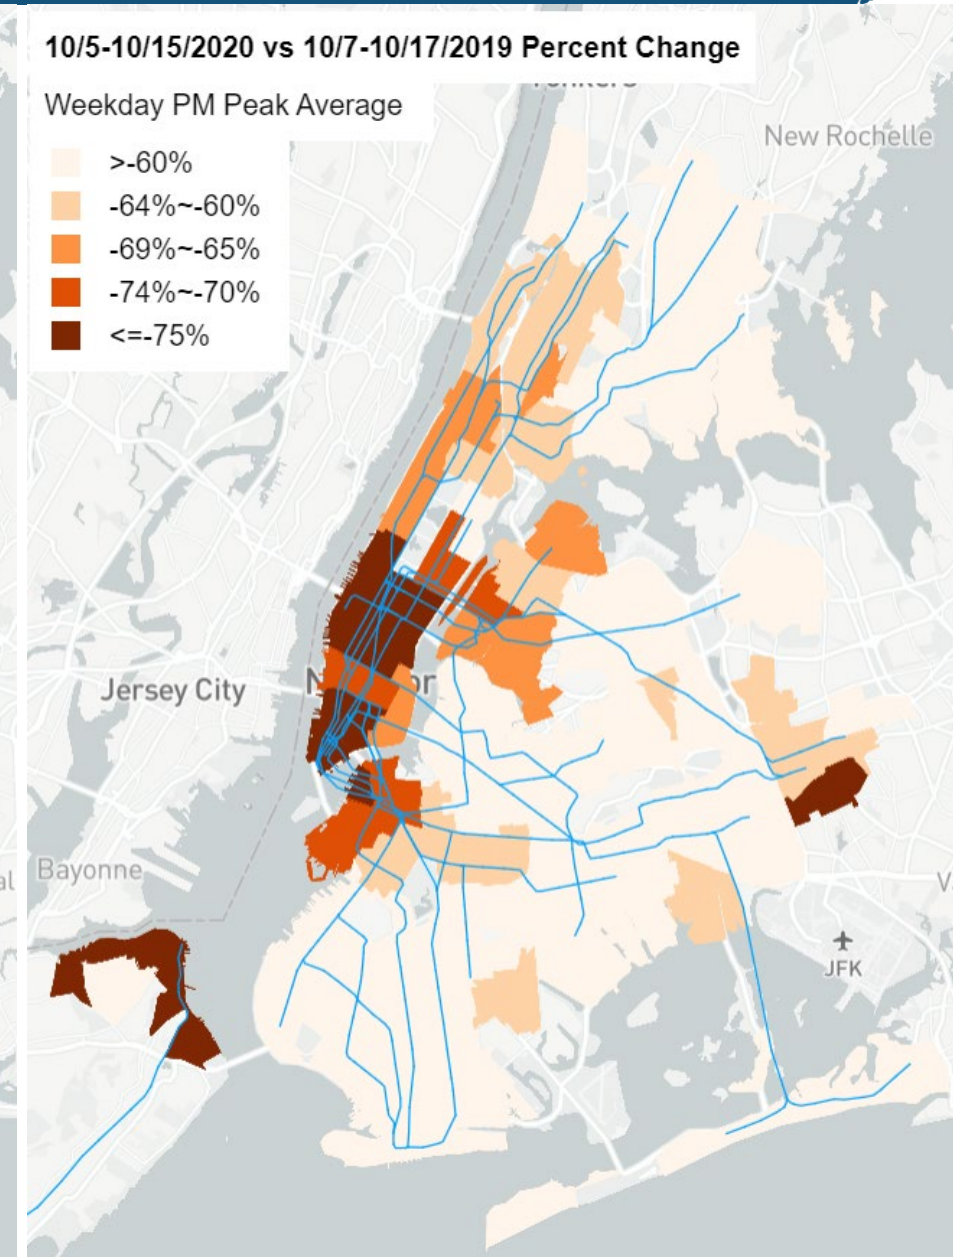 10/5-10/15/2020 vs 10/7-10/17/2019 Percent Change
Weekday PM Peak Average
>-60%
-64%~-60%
-69%~-65%
-74%~-70%
<=-75%
New Rochelle
Jersey City
Bayonne
JFK